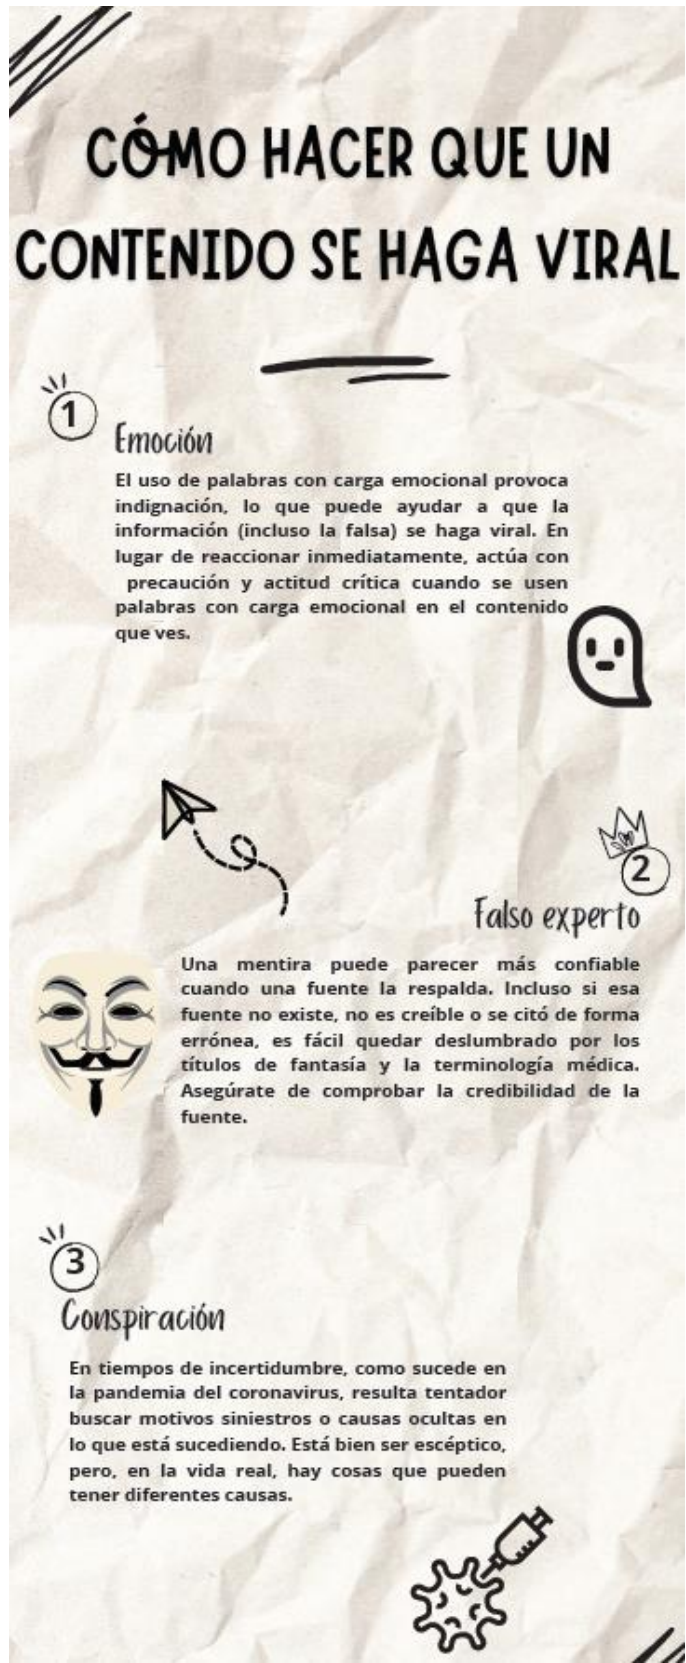 CÓMO HACER QUE UN
CONTENIDO SE HAGA VIRAL
1
Emoción
El uso de palabras con carga emocional provoca
indignación, lo que puede ayudar a que la
información (incluso la falsa) se haga viral. En
lugar de reaccionar inmediatamente, actúa con
precaución y actitud crítica cuando se usen
palabras con carga emocional en el contenido
que ves.
2
Falso experto
Una mentira puede parecer más confiable
cuando una fuente la respalda. Incluso si esa
fuente no existe, no es creíble o se citó de forma
errónea, es fácil quedar deslumbrado por los
títulos de fantasía y la terminología médica.
Asegúrate de comprobar la credibilidad de la
fuente.
3
Conspiración
En tiempos de incertidumbre, como sucede en
la pandemia del coronavirus, resulta tentador
buscar motivos siniestros o causas ocultas en
lo que está sucediendo. Está bien ser escéptico,
pero, en la vida real, hay cosas que pueden
tener diferentes causas.